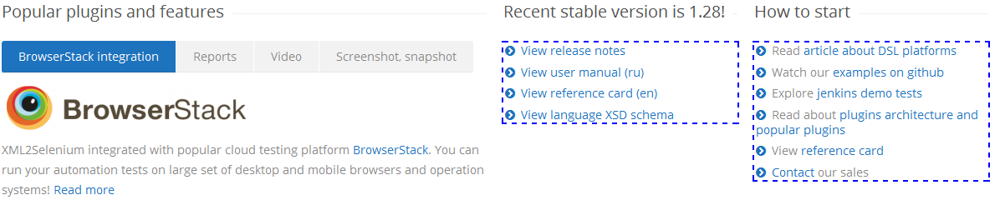 Popular plugins and features
BrowserStack integration
Reports
Video
Screenshot, snapshot
BrowserStack
XML2Selenium integrated with popular cloud testing platform BrowserStack. You can
run your automation tests on large set of desktop and mobile browsers and operation
systems! Read more
Recent stable version is 1.28!
View release notes
View user manual (ru)
View reference card (en)
View language XSD schema
How to start
Read article about DSL platforms
Watch our examples on github
Explore jenkins demo tests
Read about plugins architecture and
popular plugins
View reference card
Contact our sales